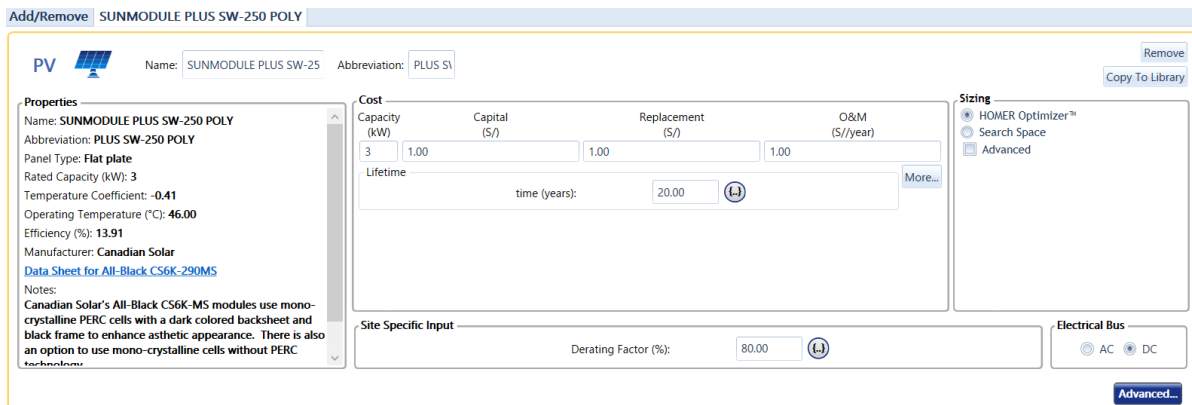 Add/Remove SUNMODULE PLUS SW-250 POLY
PV Name: SUNMODULE PLUS SW-25 Abbreviation: PLUS SV
Remove
Copy To Library
Properties
Name: SUNMODULE PLUS SW-250 POLY
Abbreviation: PLUS SW-250 POLY
Panel Type: Flat plate
Rated Capacity (kW): 3
Temperature Coefficient: -0.41
Operating Temperature (°C): 46.00
Efficiency (%): 13.91
Manufacturer: Canadian Solar
Data Sheet for All-Black CS6K-290MS
Notes:
Canadian Solar's All-Black CS6K-MS modules use mono-
crystalline PERC cells with a dark colored backsheet and
black frame to enhance asthetic appearance. There is also
an option to use mono-crystalline cells without PERC
technology
Cost
Capacity Capital Replacement O&M
(kW) (S/) (S/) (S//year)
3 1.00 1.00 1.00
Lifetime
time (years): 20.00 {..}
More...
Site Specific Input
Derating Factor (%): 80.00 {..}
Sizing
HOMER Optimizer™
Search Space
Advanced
Electrical Bus
AC DC
Advanced...